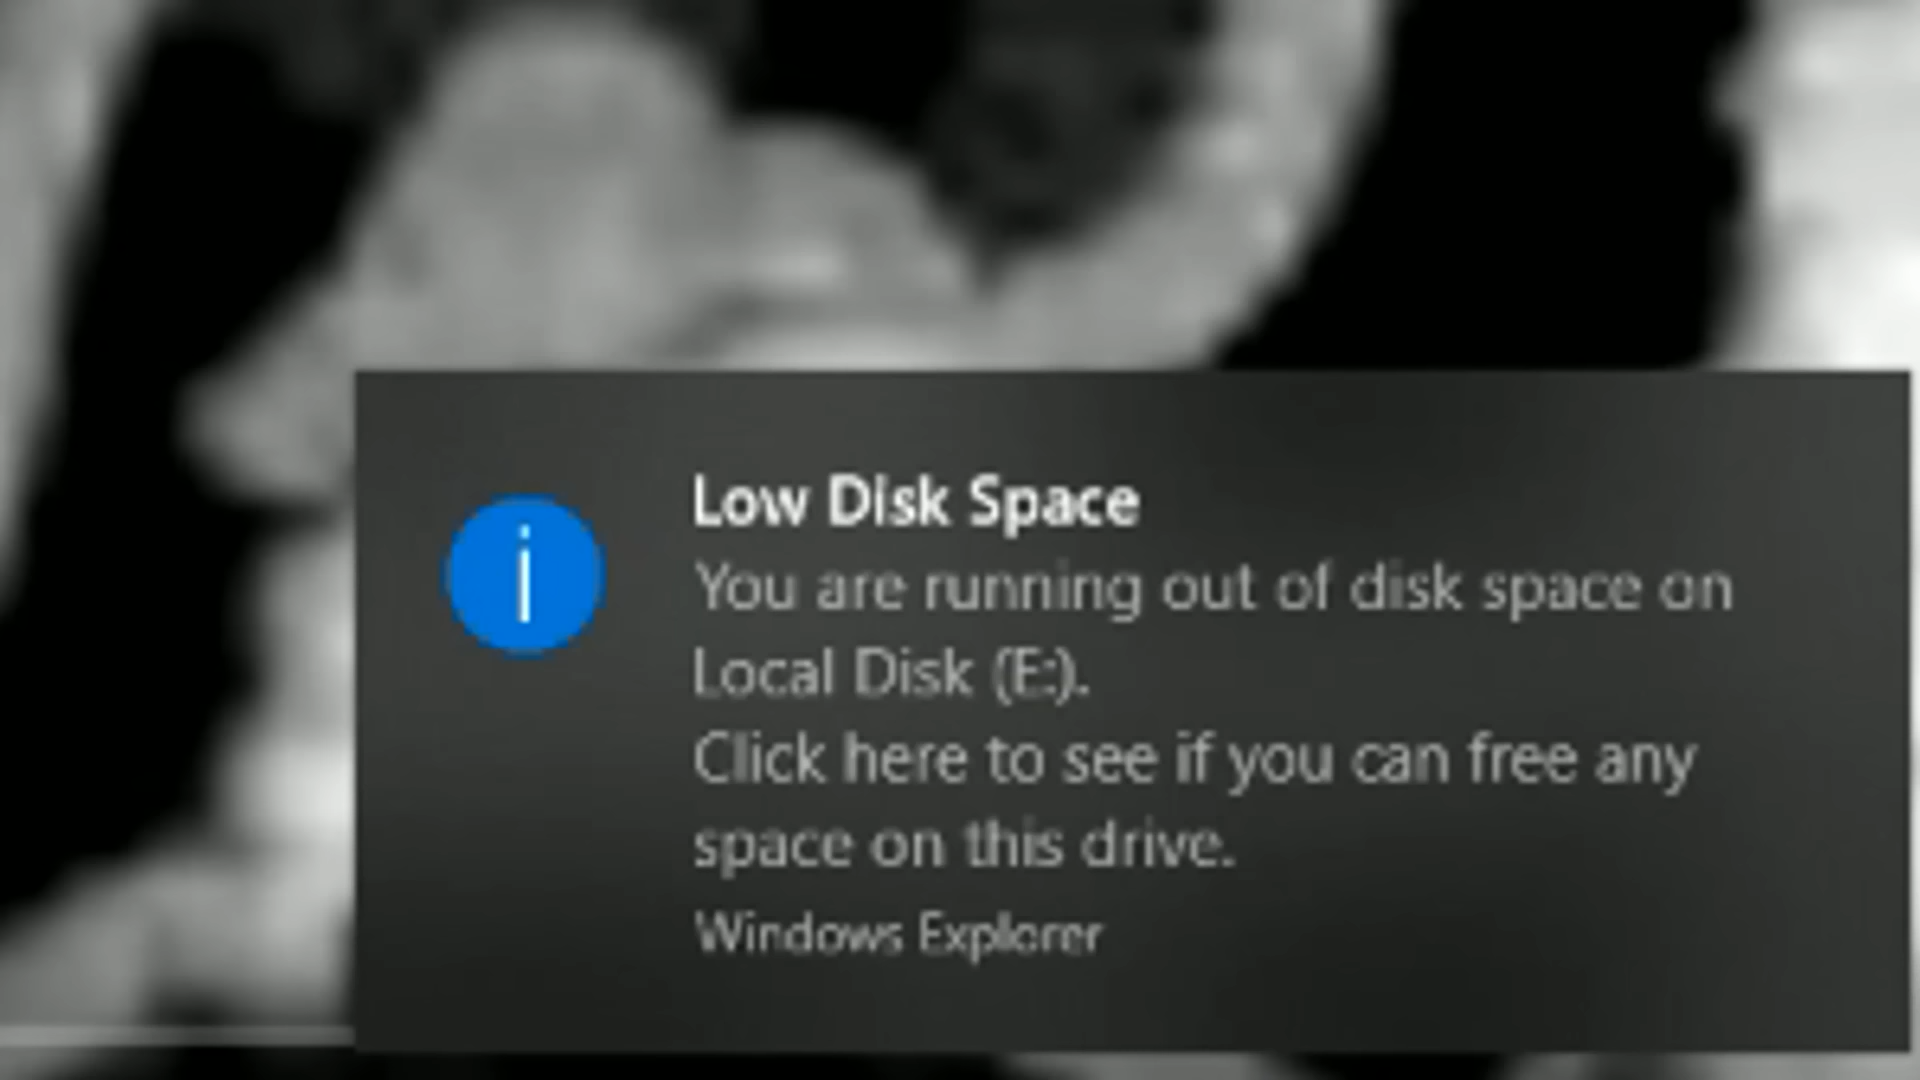 Low Disk Space
You are running out of disk space on
Local Disk (E:).
Click here to see if you can free any
space on this drive.
Windows Explorer